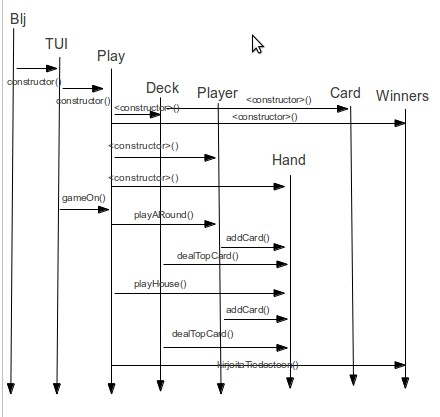 Blj
TUI
Play
Deck
Player
Card
Winners
Hand
constructor()
constructor()
<constructor>()
<constructor>()
<constructor>()
<constructor>()
<constructor>()
gameOn()
playARound()
addCard()
dealTopCard()
playHouse()
addCard()
dealTopCard()
kirjoitaTiedostoon()